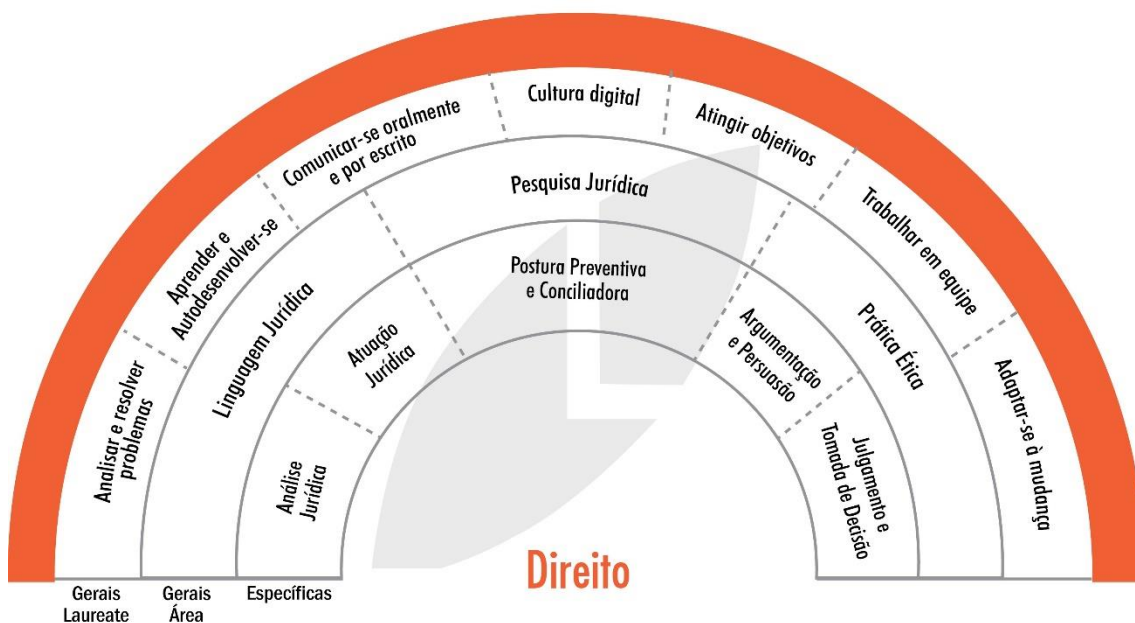 Analisar e resolver
problemas
Aprender e
Autodesenvolver-se
Comunicar-se oralmente
e por escrito
Cultura digital
Atingir objetivos
Trabalhar em equipe
Adaptar-se à mudança
Linguagem Jurídica
Pesquisa Jurídica
Prática Ética
Análise
Jurídica
Atuação
Jurídica
Postura Preventiva
e Conciliadora
Argumentação
e Persuasão
Julgamento e
Tomada de Decisão
Direito
Gerais
Laureate
Gerais
Área
Específicas